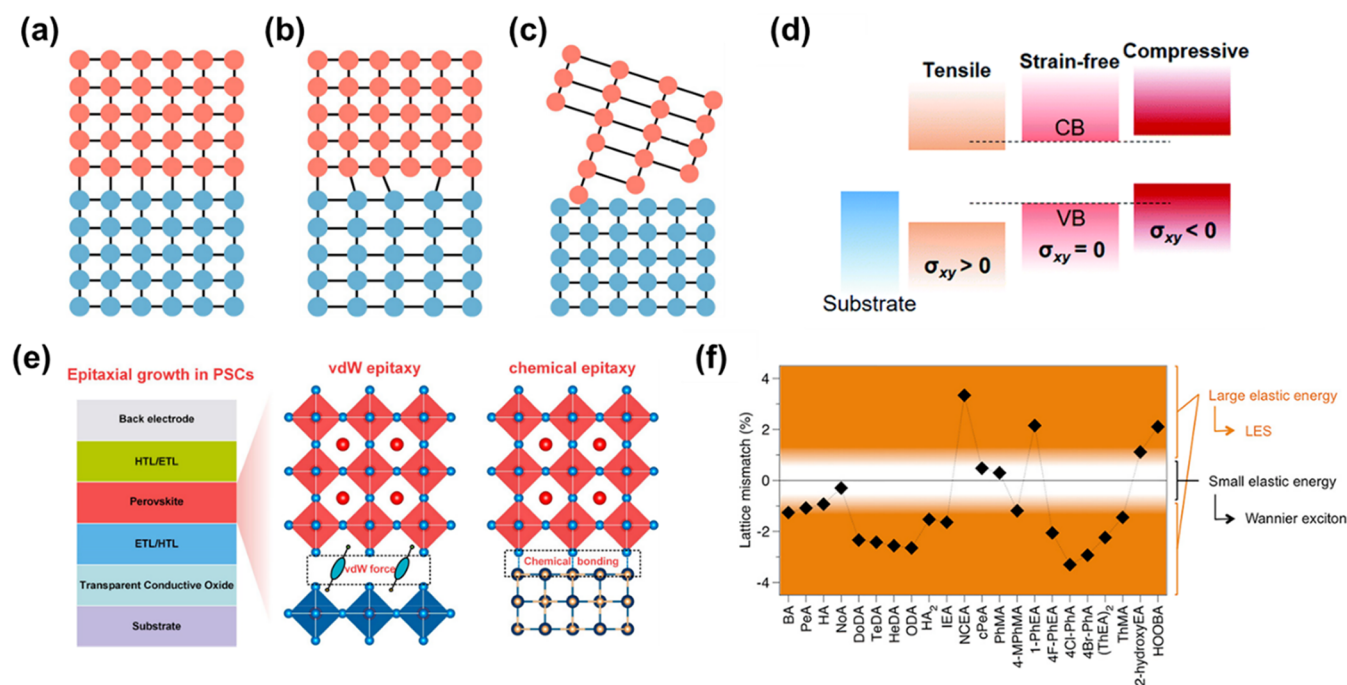 (a)
(b)
(c)
(d)
Tensile
Strain-free
Compressive
CB
VB
σxy > 0
σxy = 0
σxy < 0
Substrate
(e)
Epitaxial growth in PSCs
vdW epitaxy
chemical epitaxy
Back electrode
HTL/ETL
Perovskite
ETL/HTL
Transparent Conductive Oxide
Substrate
vdW force
Chemical bonding
(f)
Lattice mismatch (%)
4
2
0
-2
-4
BA
PeA
HA
NoA
DoDA
TeDA
HeDA
ODA
HA2
IEA
NCEA
cPeA
PhMA
4-MPhMA
1-PhEA
4F-PhEA
4Cl-PhA
4Br-PhA
(ThEA)2
ThMA
2-hydroxyEA
HOOBA
Large elastic energy
LES
Small elastic energy
Wannier exciton